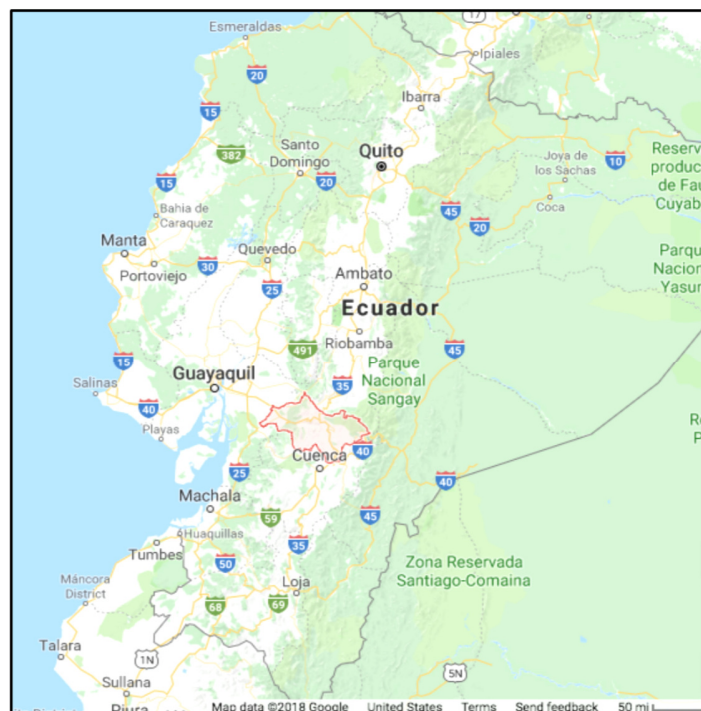 17
Esmeraldas
Ipiales
20
Ibarra
15
Santo
Domingo
382
Quito
Joya de
los Sachas
10
Reserv
produc
de Fau
Cuyab
15
20
45
Coca
20
Bahia de
Caraquez
Manta
Quevedo
Portoviejo
30
25
Ambato
Parqu
Nacion
Yasur
Ecuador
Riobamba
491
45
15
Parque
Nacional
Sangay
Guayaquil
35
Salinas
40
Playas
Re
P
40
Cuenca
25
40
Machala
59
45
Huaquillas
35
Tumbes
50
Zona Reservada
Santiago-Comaina
Máncora
District
Loja
68
69
Talara
1N
5N
Sullana
Piura
Map data ©2018 Google United States Terms Send feedback 50 mi